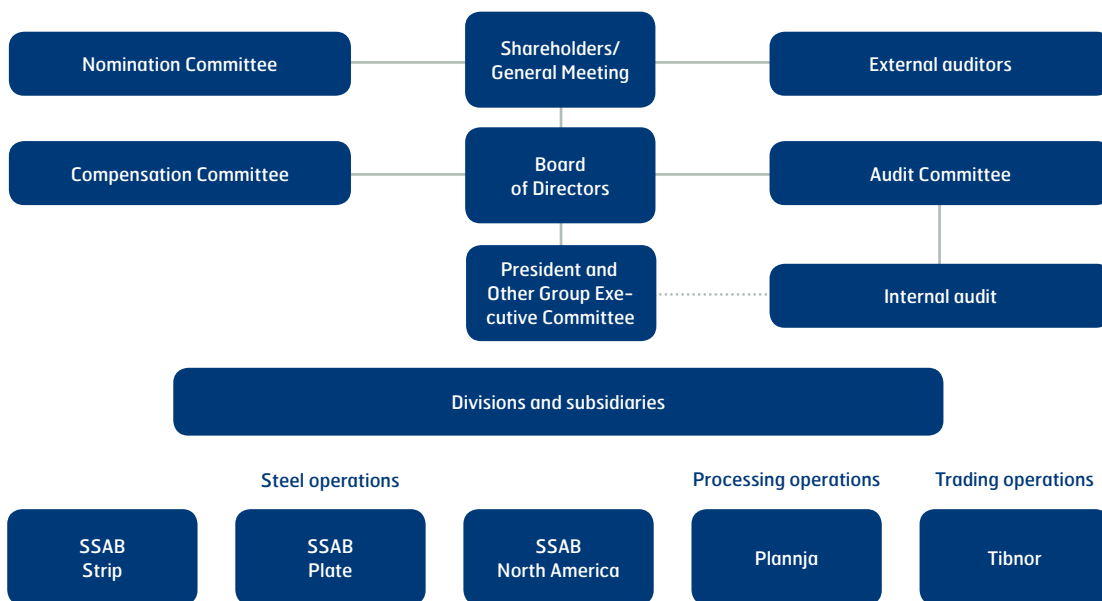 Nomination Committee
Shareholders/
General Meeting
External auditors
Compensation Committee
Board
of Directors
Audit Committee
President and
Other Group Exe-
cutive Committee
Internal audit
Divisions and subsidiaries
Steel operations
Processing operations
Trading operations
SSAB
Strip
SSAB
Plate
SSAB
North America
Plannja
Tibnor